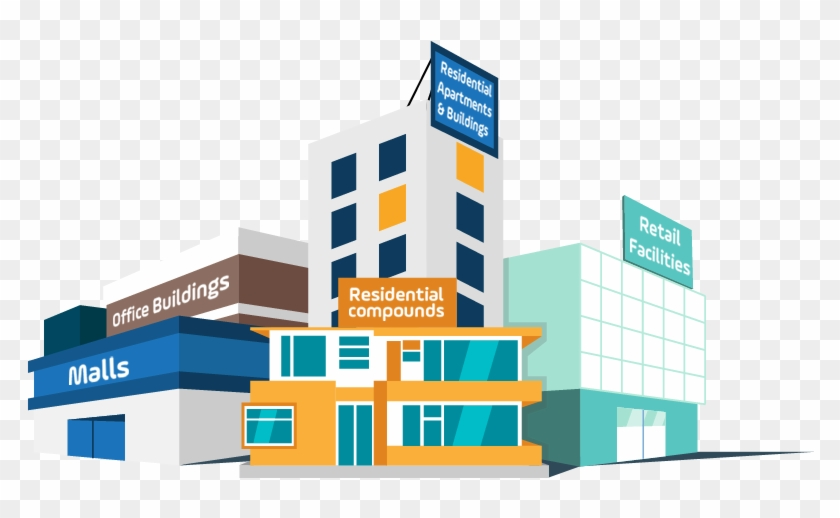 Residential
Apartments
& Buildings
Retail
Facilities
Office Buildings
Residential
compounds
Malls